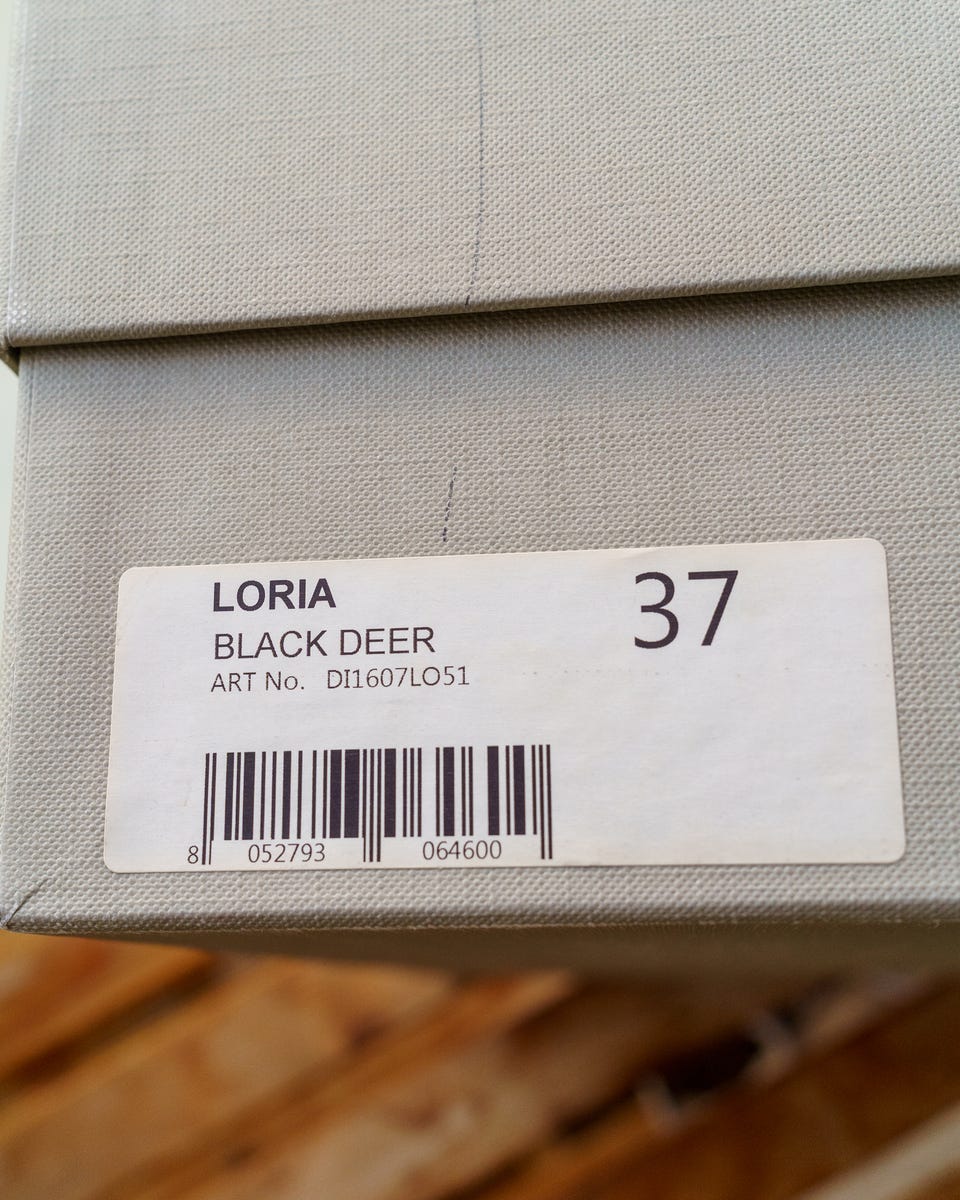 LORIA
37
BLACK DEER
ART No. DI1607LO51
8 052793 064600